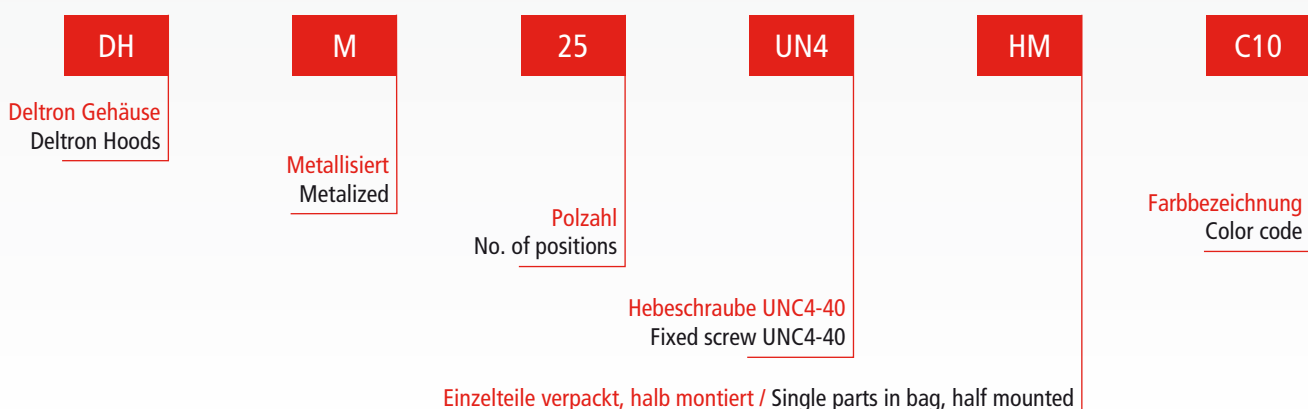 DH
M
25
UN4
HM
C10
Deltron Gehäuse
Deltron Hoods
Metallisiert
Metalized
Polzahl
No. of positions
Hebeschraube UNC4-40
Fixed screw UNC4-40
Einzelteile verpackt, halb montiert / Single parts in bag, half mounted
Farbbezeichnung
Color code